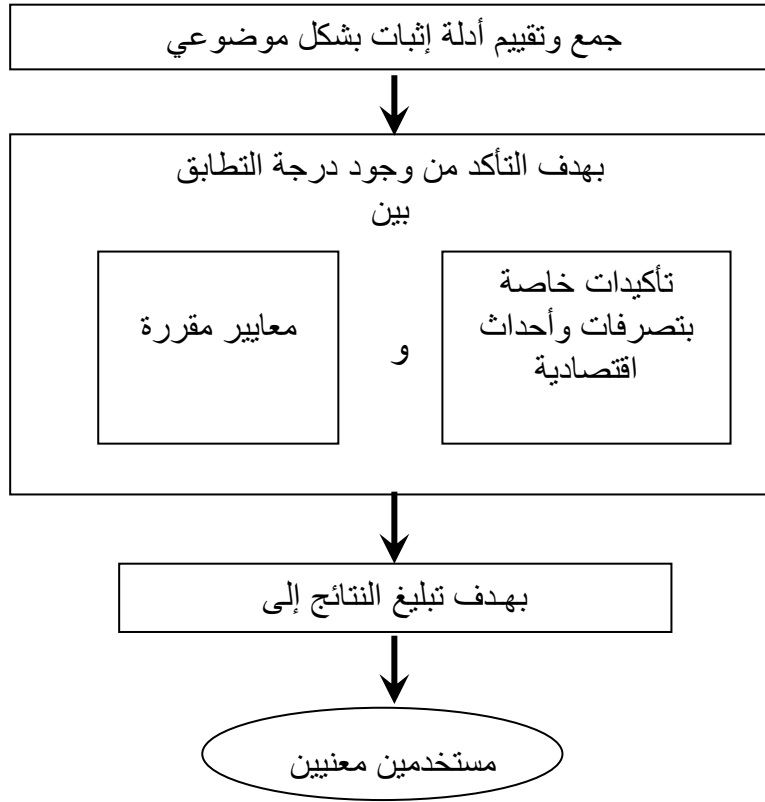 جمع وتقييم أدلة إثبات بشكل موضوعي
بهدف التأكد من وجود درجة التطابق
بين
تأكيدات خاصة
بتصرفات وأحداث
اقتصادية
و
معايير مقررة
بهدف تبليغ النتائج إلى
مستخدمين معنيين